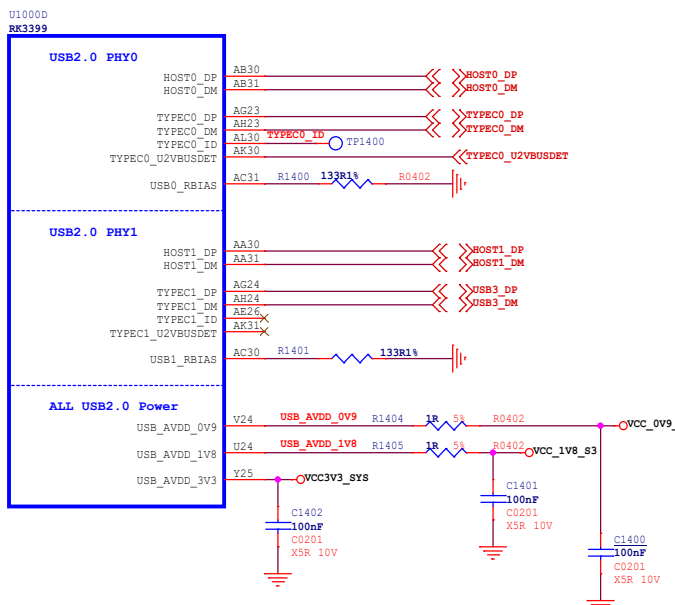 U1000D
RK3399
USB2.0 PHY0
HOST0_DP AB30 HOST0_DP
HOST0_DM AB31 HOST0_DM
TYPEC0_DP AG23 TYPEC0_DP
TYPEC0_DM AH23 TYPEC0_DM
TYPEC0_ID AL30 TYPEC0_ID TP1400
TYPEC0_U2VBUSDET AK30 TYPEC0_U2VBUSDET
USB0_RBIAS AC31 R1400 133R1% R0402
USB2.0 PHY1
HOST1_DP AA30 HOST1_DP
HOST1_DM AA31 HOST1_DM
TYPEC1_DP AG24 USB3_DP
TYPEC1_DM AH24 USB3_DM
TYPEC1_ID AE26
TYPEC1_U2VBUSDET AK31
USB1_RBIAS AC30 R1401 133R1%
ALL USB2.0 Power
USB_AVDD_0V9 V24 USB_AVDD_0V9 R1404 1R 5% R0402 VCC_0V9_
USB_AVDD_1V8 U24 USB_AVDD_1V8 R1405 1R 5% R0402 VCC_1V8_S3
USB_AVDD_3V3 Y25 VCC3V3_SYS
C1401
100nF
C0201
X5R 10V
C1402
100nF
C0201
X5R 10V
C1400
100nF
C0201
X5R 10V